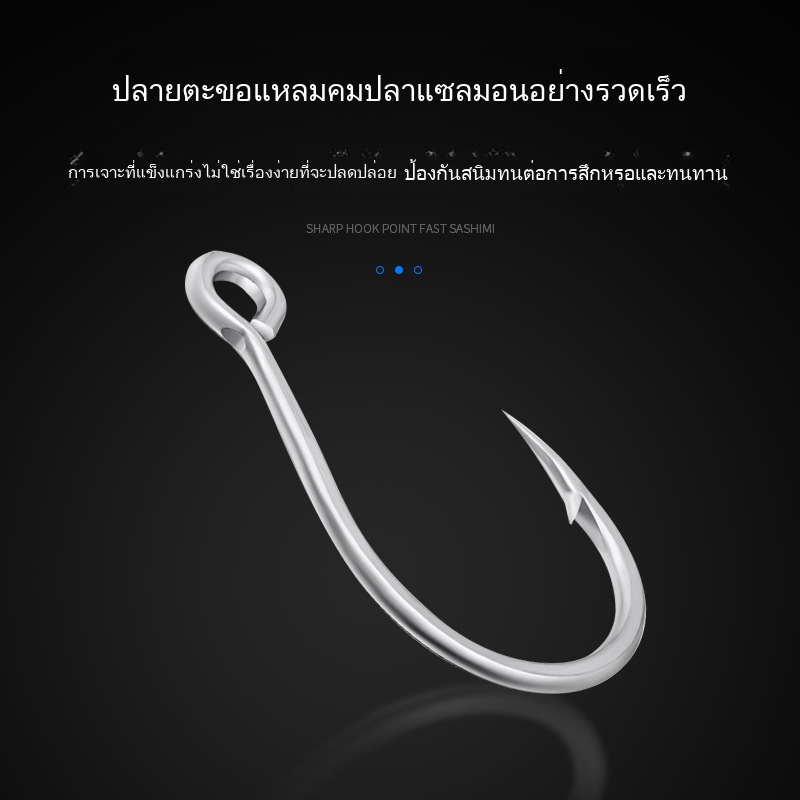 ปลายตะขอแหลมคมปลาแซลมอนอย่างรวดเร็ว
การเจาะที่แข็งแกร่งไม่ใช่เรื่องง่ายที่จะปลดปล่อย ป้องกันสนิมทนต่อการสึกหรอและทนทาน
SHARP HOOK POINT FAST SASHIMI